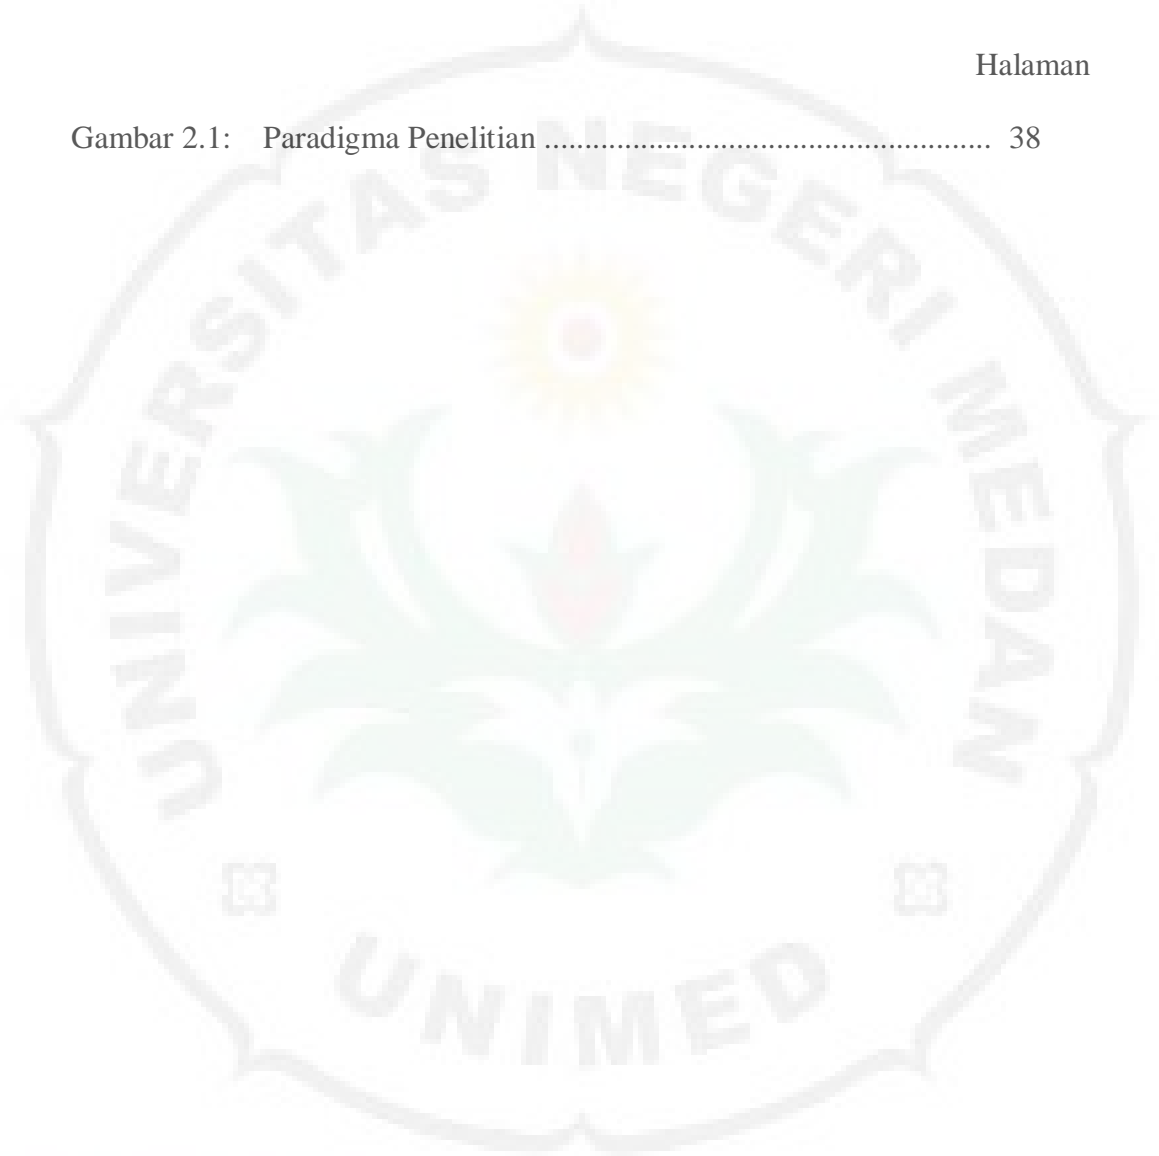 Halaman
Gambar 2.1: Paradigma Penelitian ...................................................... 38
UNIVERSITAS NEGERI MEDAN
UNIMED